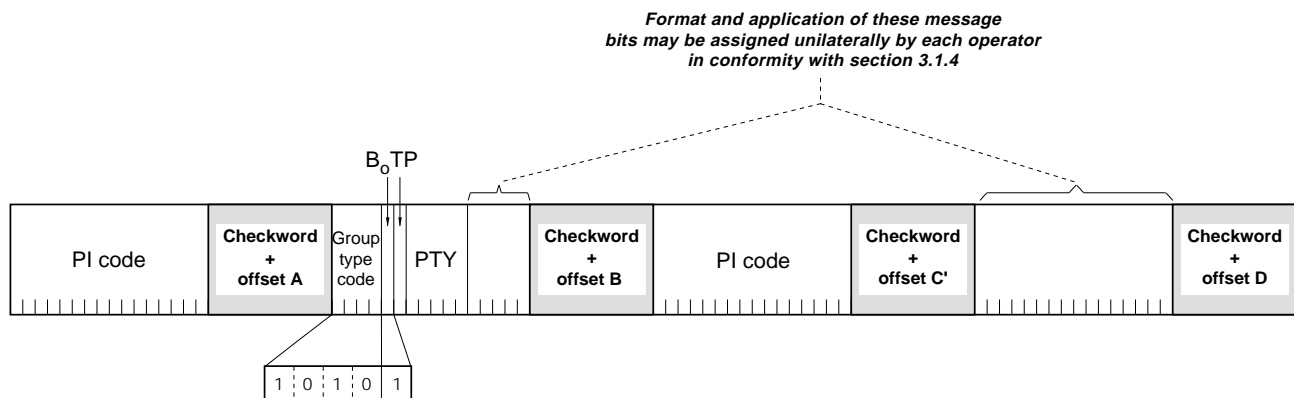 Format and application of these message
bits may be assigned unilaterally by each operator
in conformity with section 3.1.4
BoTP
PI code
Checkword
+
offset A
Group
type
code
PTY
Checkword
+
offset B
PI code
Checkword
+
offset C'
Checkword
+
offset D
1 0 1 0 1